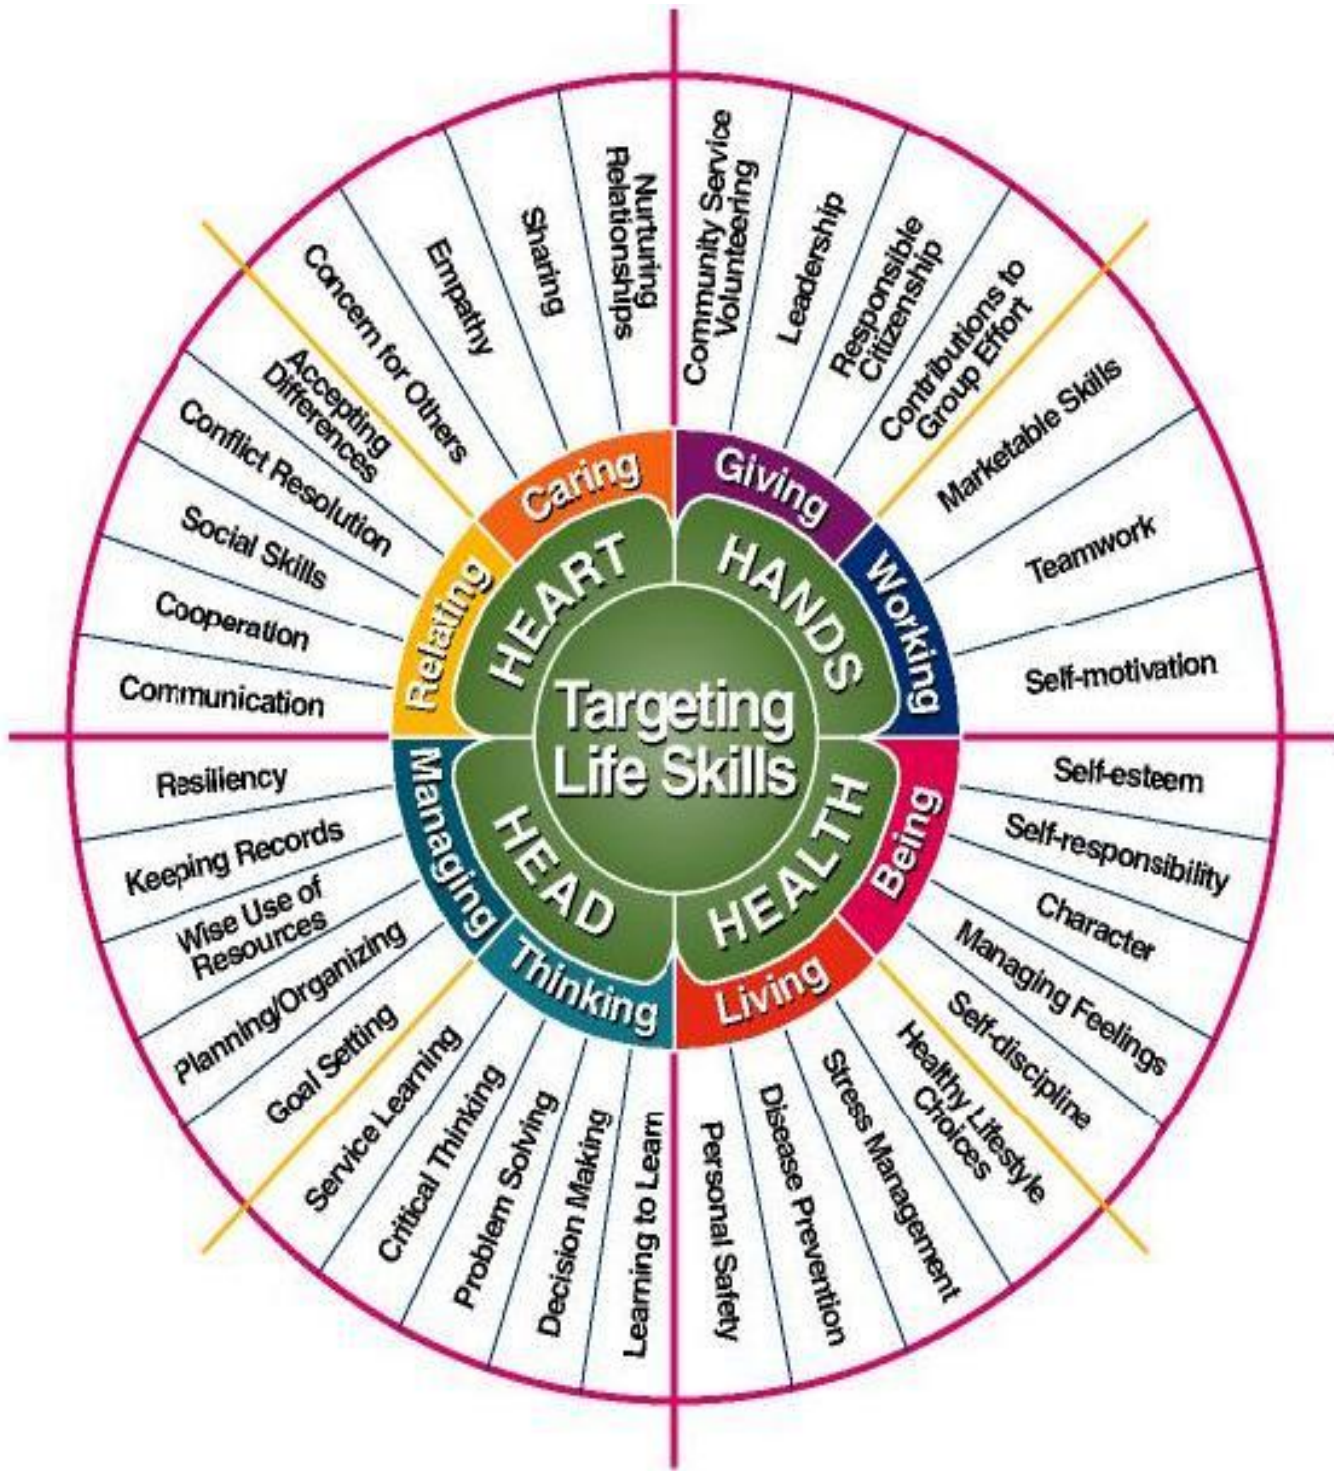 Targeting
Life Skills
HEART
HANDS
HEALTH
HEAD
Caring
Giving
Working
Being
Living
Thinking
Managing
Relating
Nurturing
Relationships
Sharing
Empathy
Concern for Others
Community Service
Volunteering
Leadership
Responsible
Citizenship
Contributions to
Group Effort
Marketable Skills
Teamwork
Self-motivation
Self-esteem
Self-responsibility
Character
Managing Feelings
Self-discipline
Healthy Lifestyle
Choices
Stress Management
Disease Prevention
Personal Safety
Learning to Learn
Decision Making
Problem Solving
Critical Thinking
Service Learning
Goal Setting
Planning/Organizing
Wise Use of
Resources
Keeping Records
Resiliency
Communication
Cooperation
Social Skills
Conflict Resolution
Accepting
Differences